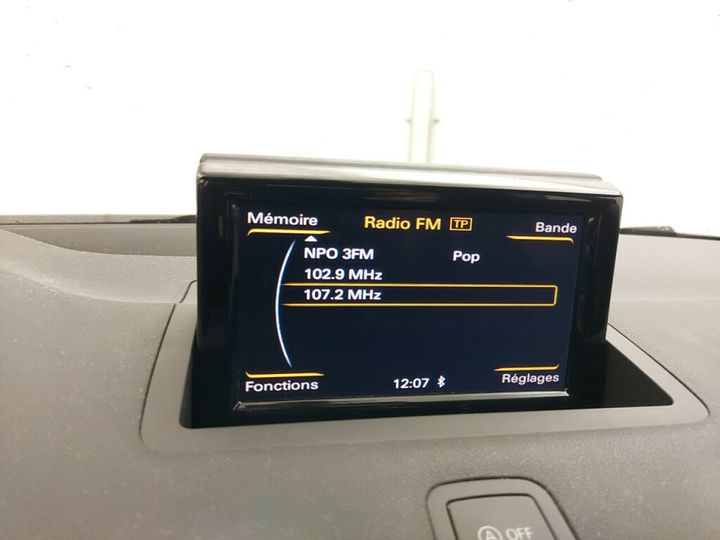 Mémoire Radio FM TP Bande
NPO 3FM Pop
102.9 MHz
107.2 MHz
Fonctions 12:07 Réglages
A OFF